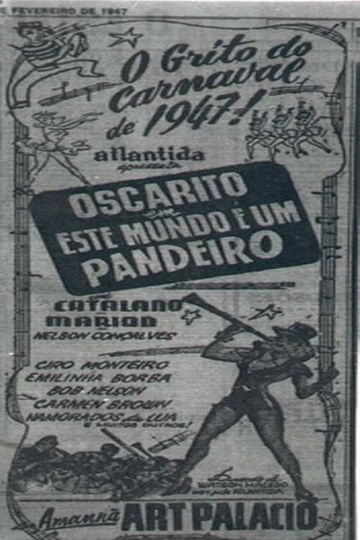 E FEVEREIRO DE 1947
O Grito do
Carnaval
de 1947!
atlantida
apresenta
OSCARITO
em
ESTE MUNDO É UM
PANDEIRO
CATALANO
MARION
NELSON GONÇALVES
CIRO MONTEIRO
EMILINHA BORBA
BOB NELSON
CARMEN BROWN
NAMORADOS da LUA
E MUITOS OUTROS!
WATSON MACEDO
ATLANTIDA
Amanhã ART PALACIO